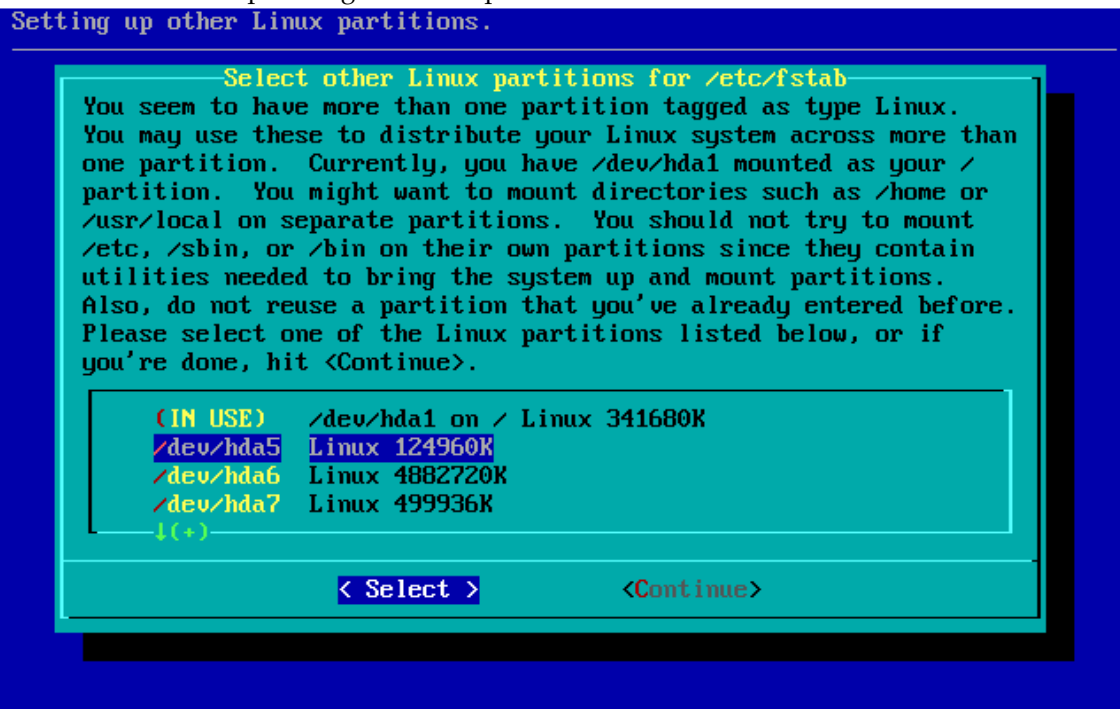 Setting up other Linux partitions.
Select other Linux partitions for /etc/fstab
You seem to have more than one partition tagged as type Linux.
You may use these to distribute your Linux system across more than
one partition.  Currently, you have /dev/hda1 mounted as your /
partition.  You might want to mount directories such as /home or
/usr/local on separate partitions.  You should not try to mount
/etc, /sbin, or /bin on their own partitions since they contain
utilities needed to bring the system up and mount partitions.
Also, do not reuse a partition that you've already entered before.
Please select one of the Linux partitions listed below, or if
you're done, hit <Continue>.
(IN USE)   /dev/hda1 on / Linux 341680K
/dev/hda5  Linux 124960K
/dev/hda6  Linux 4882720K
/dev/hda7  Linux 499936K
↓(+)
< Select >          <Continue>